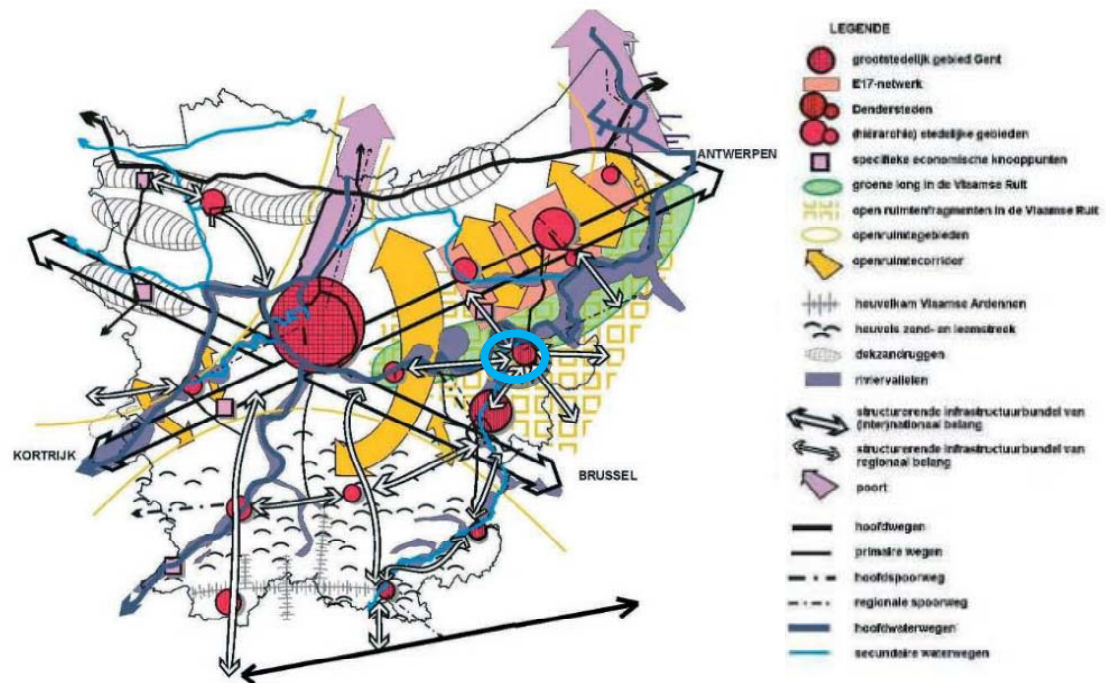 LEGENDE
grootstedelijk gebied Gent
E17-netwerk
Dendersteden
(hiërarchie) stedelijke gebieden
specifieke economische knooppunten
groene long in de Vlaamse Ruit
open ruimtenfragmenten in de Vlaamse Ruit
openruimtegebieden
openruimtecorridor
heuvelkam Vlaamse Ardennen
heuvels zand- en leemstreek
dekzandruggen
riviervalleien
structurerende infrastructuurbundel van
(inter)nationaal belang
structurerende infrastructuurbundel van
regionaal belang
poort
hoofdwegen
primaire wegen
hoofdspoorweg
regionale spoorweg
hoofdwaterwegen
secundaire waterwegen
ANTWERPEN
KORTRIJK
BRUSSEL